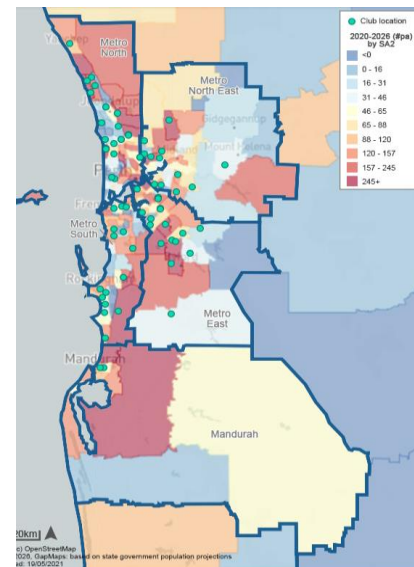 Club location
2020-2026 (#pa)
by SA2
<0
0 - 16
16 - 31
31 - 46
46 - 65
65 - 88
88 - 120
120 - 157
157 - 245
245+
Metro
North
Metro
North East
Gidgegannup
Mount Helena
Metro
South
Metro
East
Mandurah
Mandurah
20km
(c) OpenStreetMap
2026, GapMaps: based on state government population projections
ad: 19/05/2021